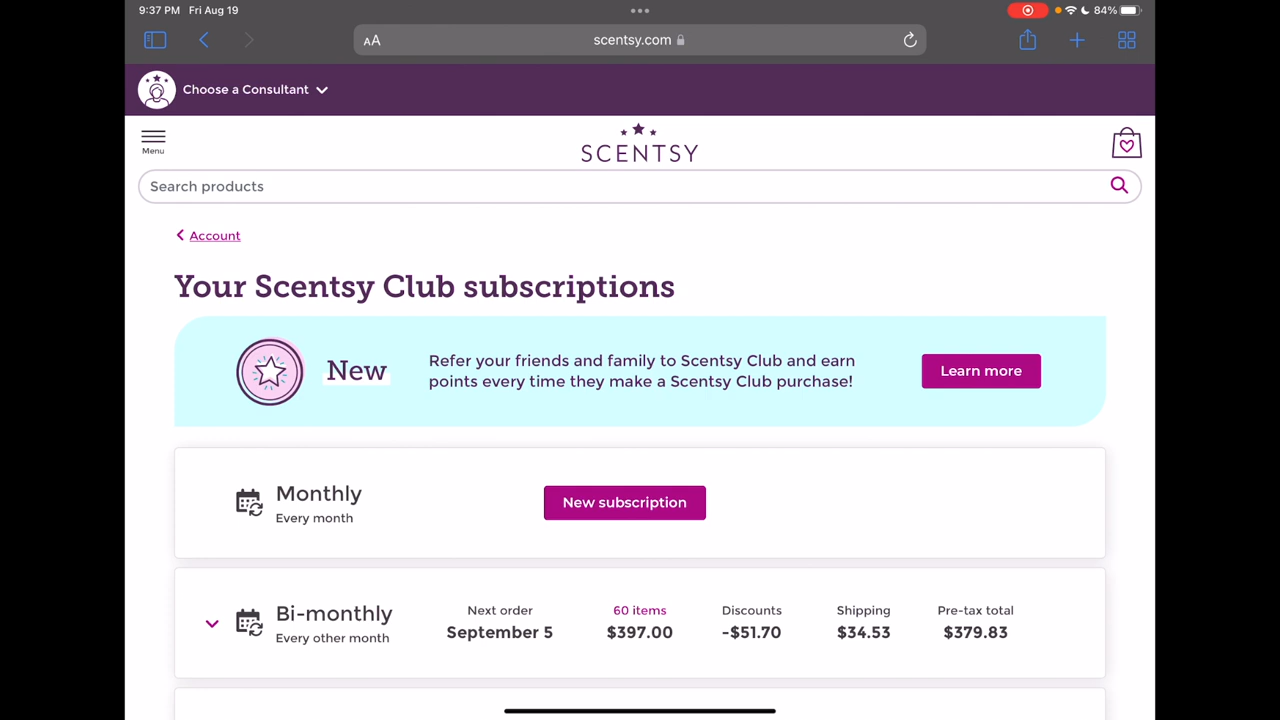 9:37 PM Fri Aug 19
84%
AA scentsy.com
Choose a Consultant
Menu
SCENTSY
Search products
Account
Your Scentsy Club subscriptions
New
Refer your friends and family to Scentsy Club and earn
points every time they make a Scentsy Club purchase!
Learn more
Monthly
Every month
New subscription
Bi-monthly
Every other month
Next order
September 5
60 items
$397.00
Discounts
-$51.70
Shipping
$34.53
Pre-tax total
$379.83